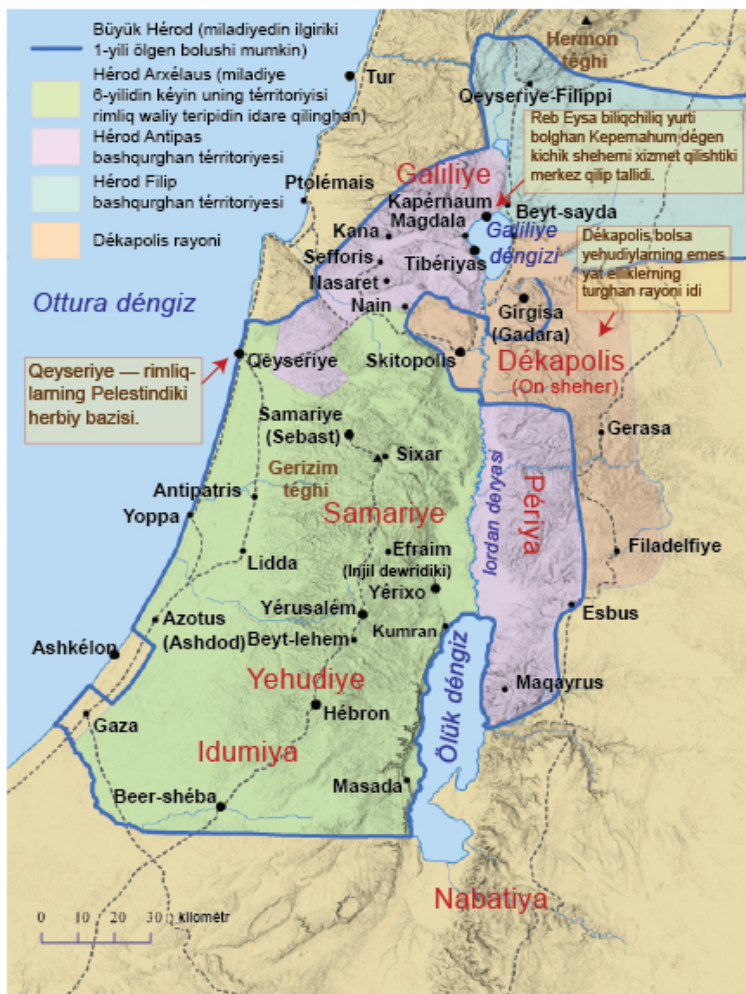 Büyük Hérod (miladiyedin ilgiriki
1-yili ölgen bolushi mumkin)
Hérod Arxélaus (miladiye
6-yilidin kéyin uning térritoriyisi
rimliq waliy teripidin idare qilinghan)
Hérod Antipas
bashqurghan térritoriyesi
Hérod Filip
bashqurghan térritoriyesi
Dékapolis rayoni
Hermon
téghi
Tur
Qeyseriye-Filippi
Reb Eysa biliqchiliq yurti
bolghan Kepernahum dégen
kichik sheherni xizmet qilishtiki
merkez qilip tallidi.
Ptolémais
Galiliye
Kapérnaum
Magdala
Beyt-sayda
Kana
Galiliye
déngizi
Sefforis
Tibériyas
Nasaret
Nain
Dékapolis bolsa
yehudiylarning emes
yat elliklerning
turghan rayoni idi
Ottura déngiz
Girgisa
(Gadara)
Qeyseriye
Skitopolis
Dékapolis
(On sheher)
Qeyseriye — rimliq-
larning Pelestindiki
herbiy bazisi.
Samariye
(Sebast)
Sixar
Gerasa
Gerizim
téghi
Antipatris
Yoppa
Samariye
Iordan deryasi
Périya
Lidda
Efraim
(Injil dewridiki)
Filadelfiye
Yérixo
Yérusalém
Esbus
Azotus
(Ashdod)
Beyt-lehem
Kumran
Ashkélon
Yehudiye
Maqayrus
Ölük déngiz
Gaza
Hébron
Idumiya
Masada
Beer-shéba
Nabatiya
0 10 20 30 kilométr